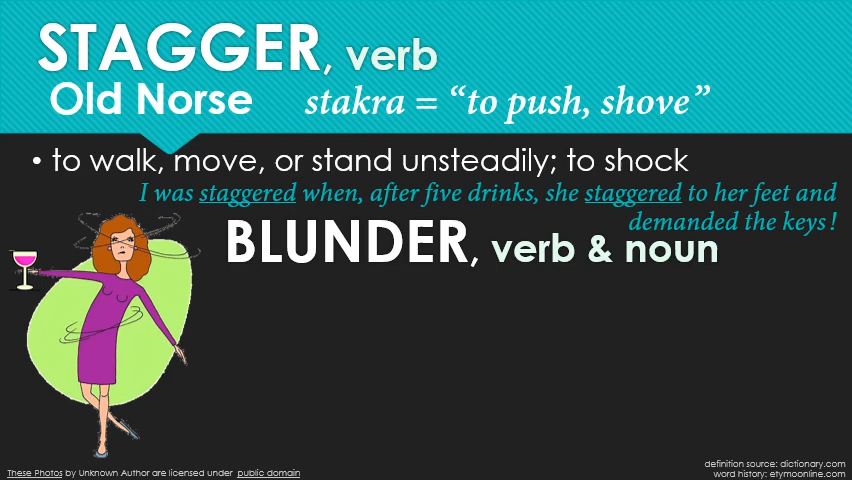 STAGGER, verb
Old Norse stakra = “to push, shove”
• to walk, move, or stand unsteadily; to shock
I was staggered when, after five drinks, she staggered to her feet and
demanded the keys!
BLUNDER, verb & noun
definition source: dictionary.com
These Photos by Unknown Author are licensed under public domain
word history: etymoonline.com